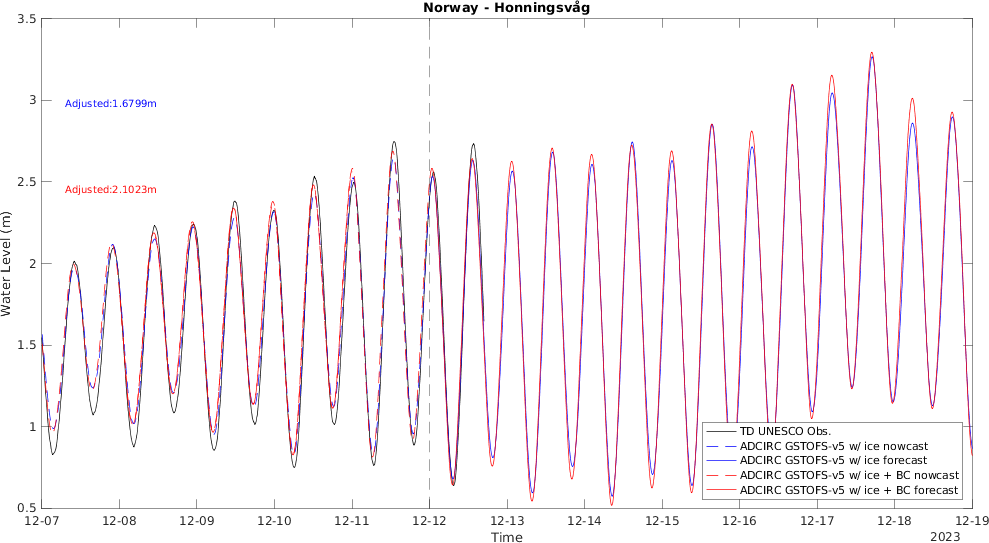 Norway - Honningsvåg
3.5
3
2.5
2
1.5
1
0.5
Water Level (m)
Adjusted:1.6799m
Adjusted:2.1023m
TD UNESCO Obs.
ADCIRC GSTOFS-v5 w/ ice nowcast
ADCIRC GSTOFS-v5 w/ ice forecast
ADCIRC GSTOFS-v5 w/ ice + BC nowcast
ADCIRC GSTOFS-v5 w/ ice + BC forecast
12-07 12-08 12-09 12-10 12-11 12-12 12-13 12-14 12-15 12-16 12-17 12-18 12-19
Time
2023